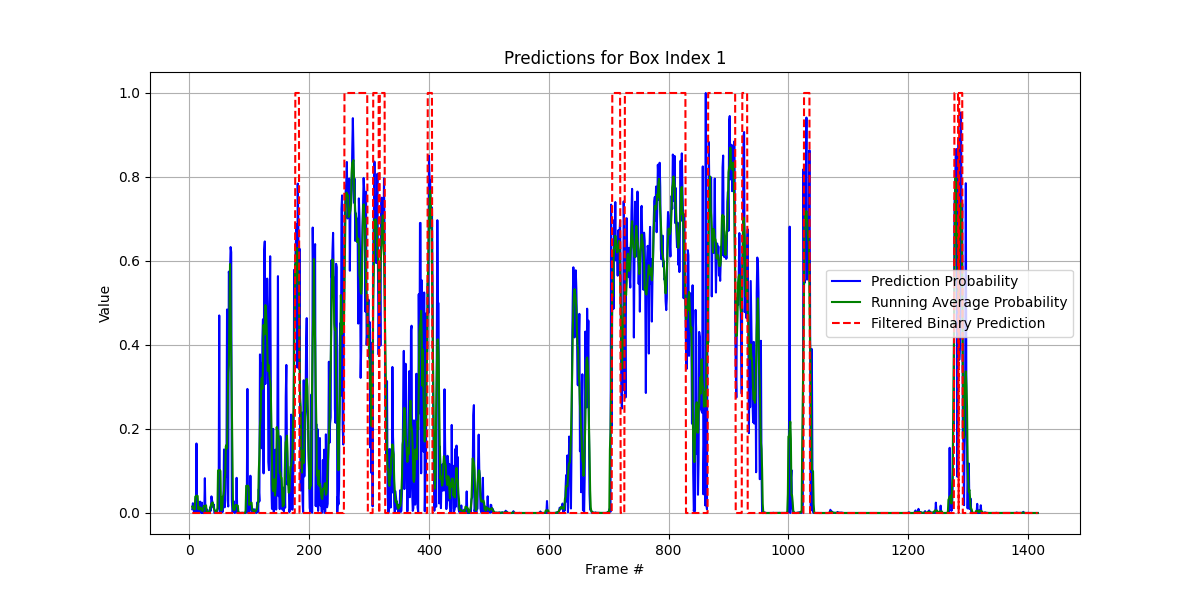 Predictions for Box Index 1
Value
1.0
0.8
0.6
0.4
0.2
0.0
Prediction Probability
Running Average Probability
Filtered Binary Prediction
0 200 400 600 800 1000 1200 1400
Frame #